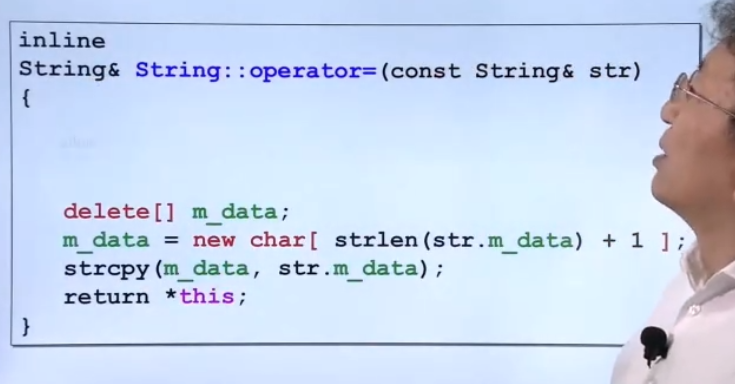 inline
String& String::operator=(const String& str)
{
delete[] m_data;
m_data = new char[ strlen(str.m_data) + 1 ];
strcpy(m_data, str.m_data);
return *this;
}